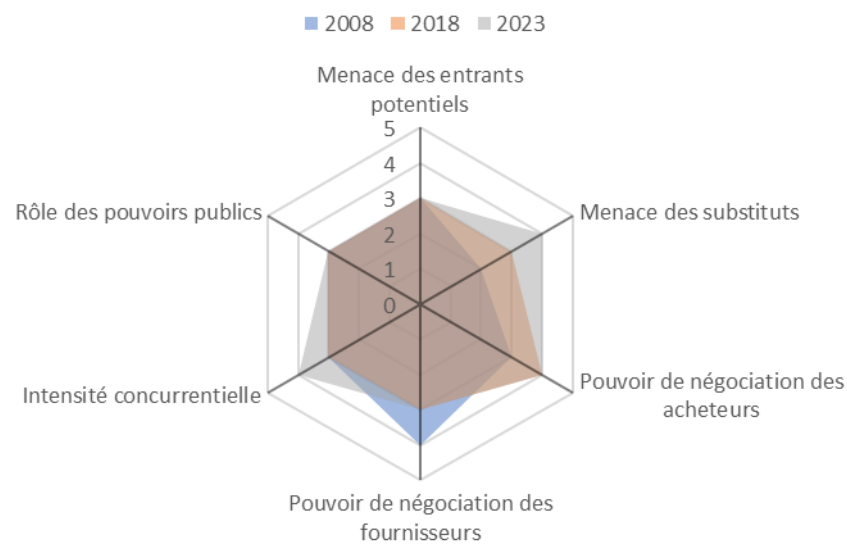 2008 2018 2023
Menace des entrants
potentiels
5
4
3
2
1
0
Rôle des pouvoirs publics
Menace des substituts
Intensité concurrentielle
Pouvoir de négociation des
acheteurs
Pouvoir de négociation des
fournisseurs